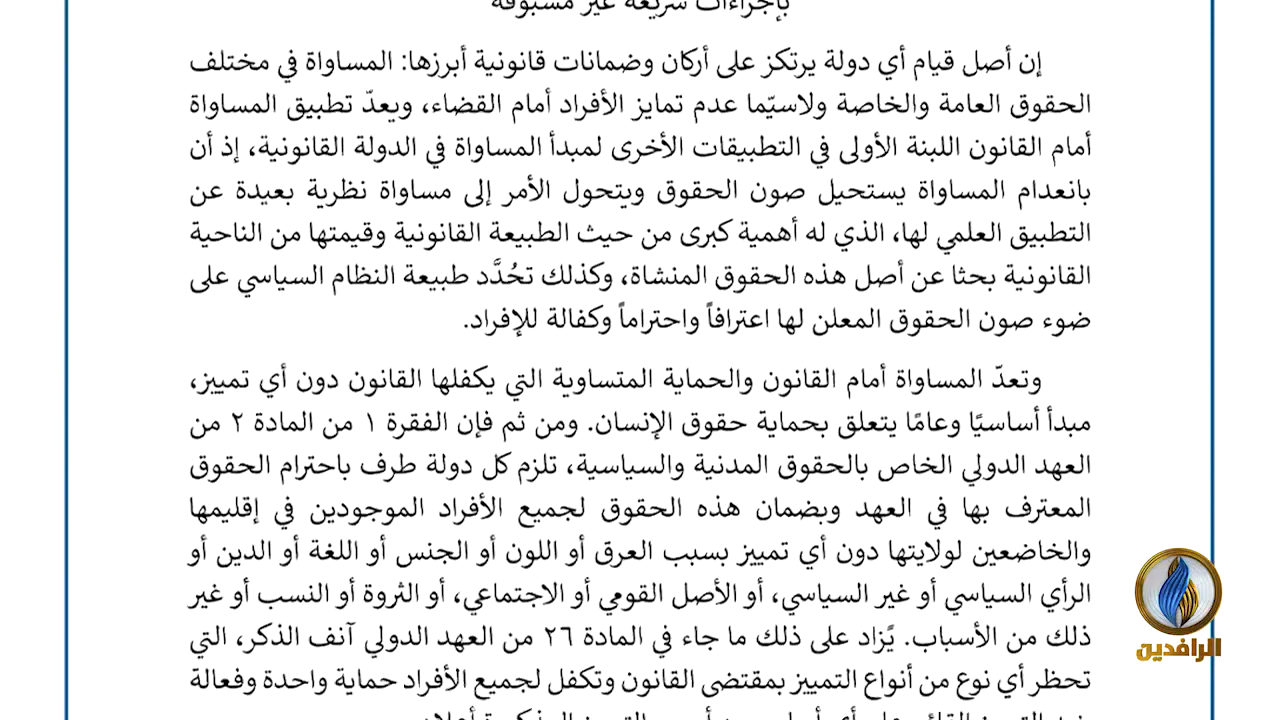 بإجراءات سريعة غير مسبوقة
إن أصل قيام أي دولة يرتكز على أركان وضمانات قانونية أبرزها: المساواة في مختلف
الحقوق العامة والخاصة ولاسيّما عدم تمايز الأفراد أمام القضاء، ويعدّ تطبيق المساواة
أمام القانون اللبنة الأولى في التطبيقات الأخرى لمبدأ المساواة في الدولة القانونية، إذ أن
بانعدام المساواة يستحيل صون الحقوق ويتحول الأمر إلى مساواة نظرية بعيدة عن
التطبيق العلمي لها، الذي له أهمية كبرى من حيث الطبيعة القانونية وقيمتها من الناحية
القانونية بحثا عن أصل هذه الحقوق المنشاة، وكذلك تحُدَّد طبيعة النظام السياسي على
ضوء صون الحقوق المعلن لها اعترافاً واحتراماً وكفالة للإفراد.
وتعدّ المساواة أمام القانون والحماية المتساوية التي يكفلها القانون دون أي تمييز،
مبدأ أساسيًا وعامًا يتعلق بحماية حقوق الإنسان. ومن ثم فإن الفقرة ١ من المادة ٢ من
العهد الدولي الخاص بالحقوق المدنية والسياسية، تلزم كل دولة طرف باحترام الحقوق
المعترف بها في العهد وبضمان هذه الحقوق لجميع الأفراد الموجودين في إقليمها
والخاضعين لولايتها دون أي تمييز بسبب العرق أو اللون أو الجنس أو اللغة أو الدين أو
الرأي السياسي أو غير السياسي، أو الأصل القومي أو الاجتماعي، أو الثروة أو النسب أو غير
ذلك من الأسباب. يًزاد على ذلك ما جاء في المادة ٢٦ من العهد الدولي آنف الذكر، التي
تحظر أي نوع من أنواع التمييز بمقتضى القانون وتكفل لجميع الأفراد حماية واحدة وفعالة
الرافدين